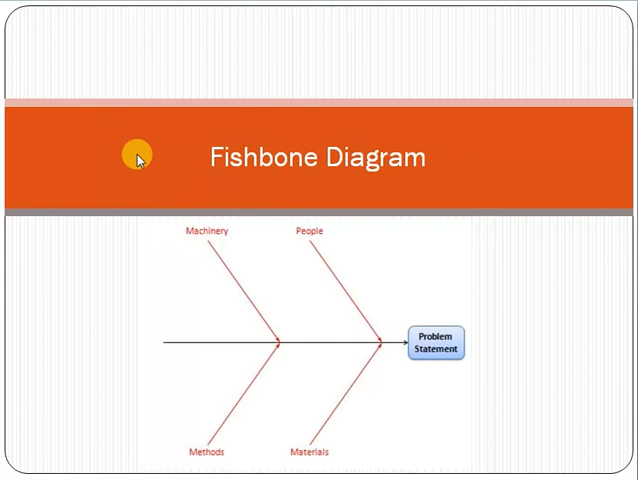 Fishbone Diagram
Machinery
People
Problem
Statement
Methods
Materials